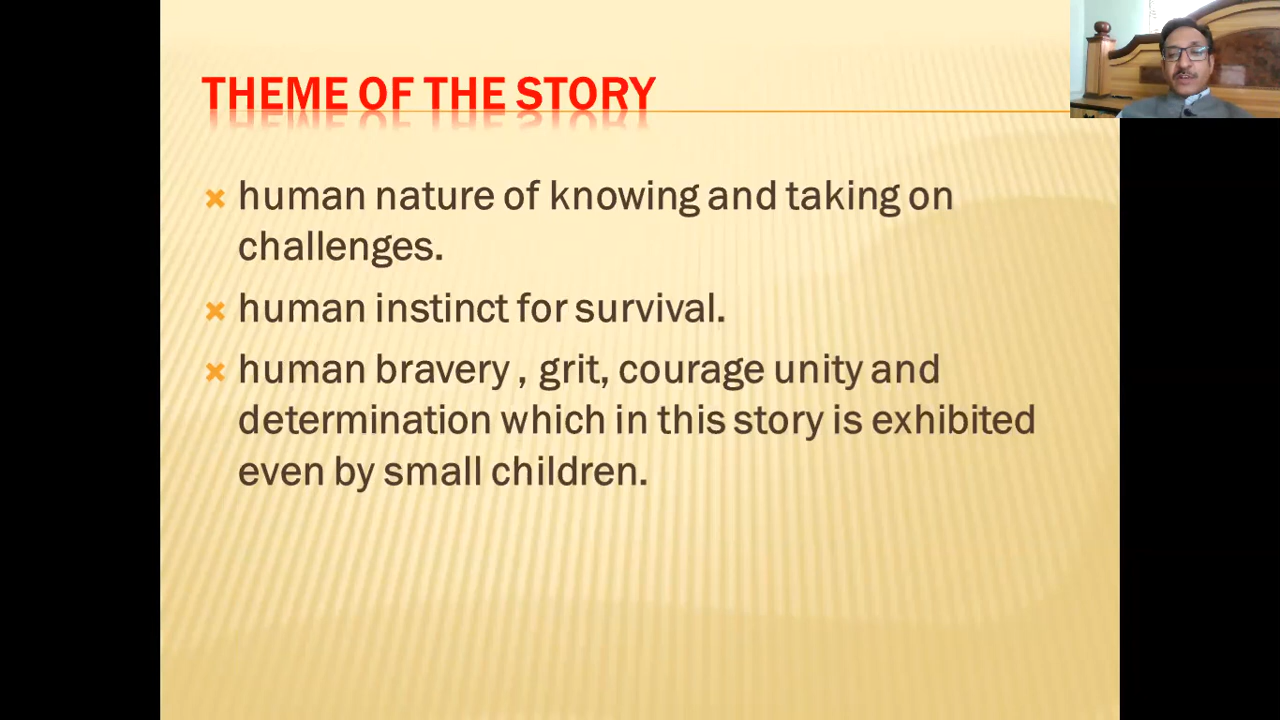 THEME OF THE STORY
human nature of knowing and taking on
challenges.
human instinct for survival.
human bravery , grit, courage unity and
determination which in this story is exhibited
even by small children.